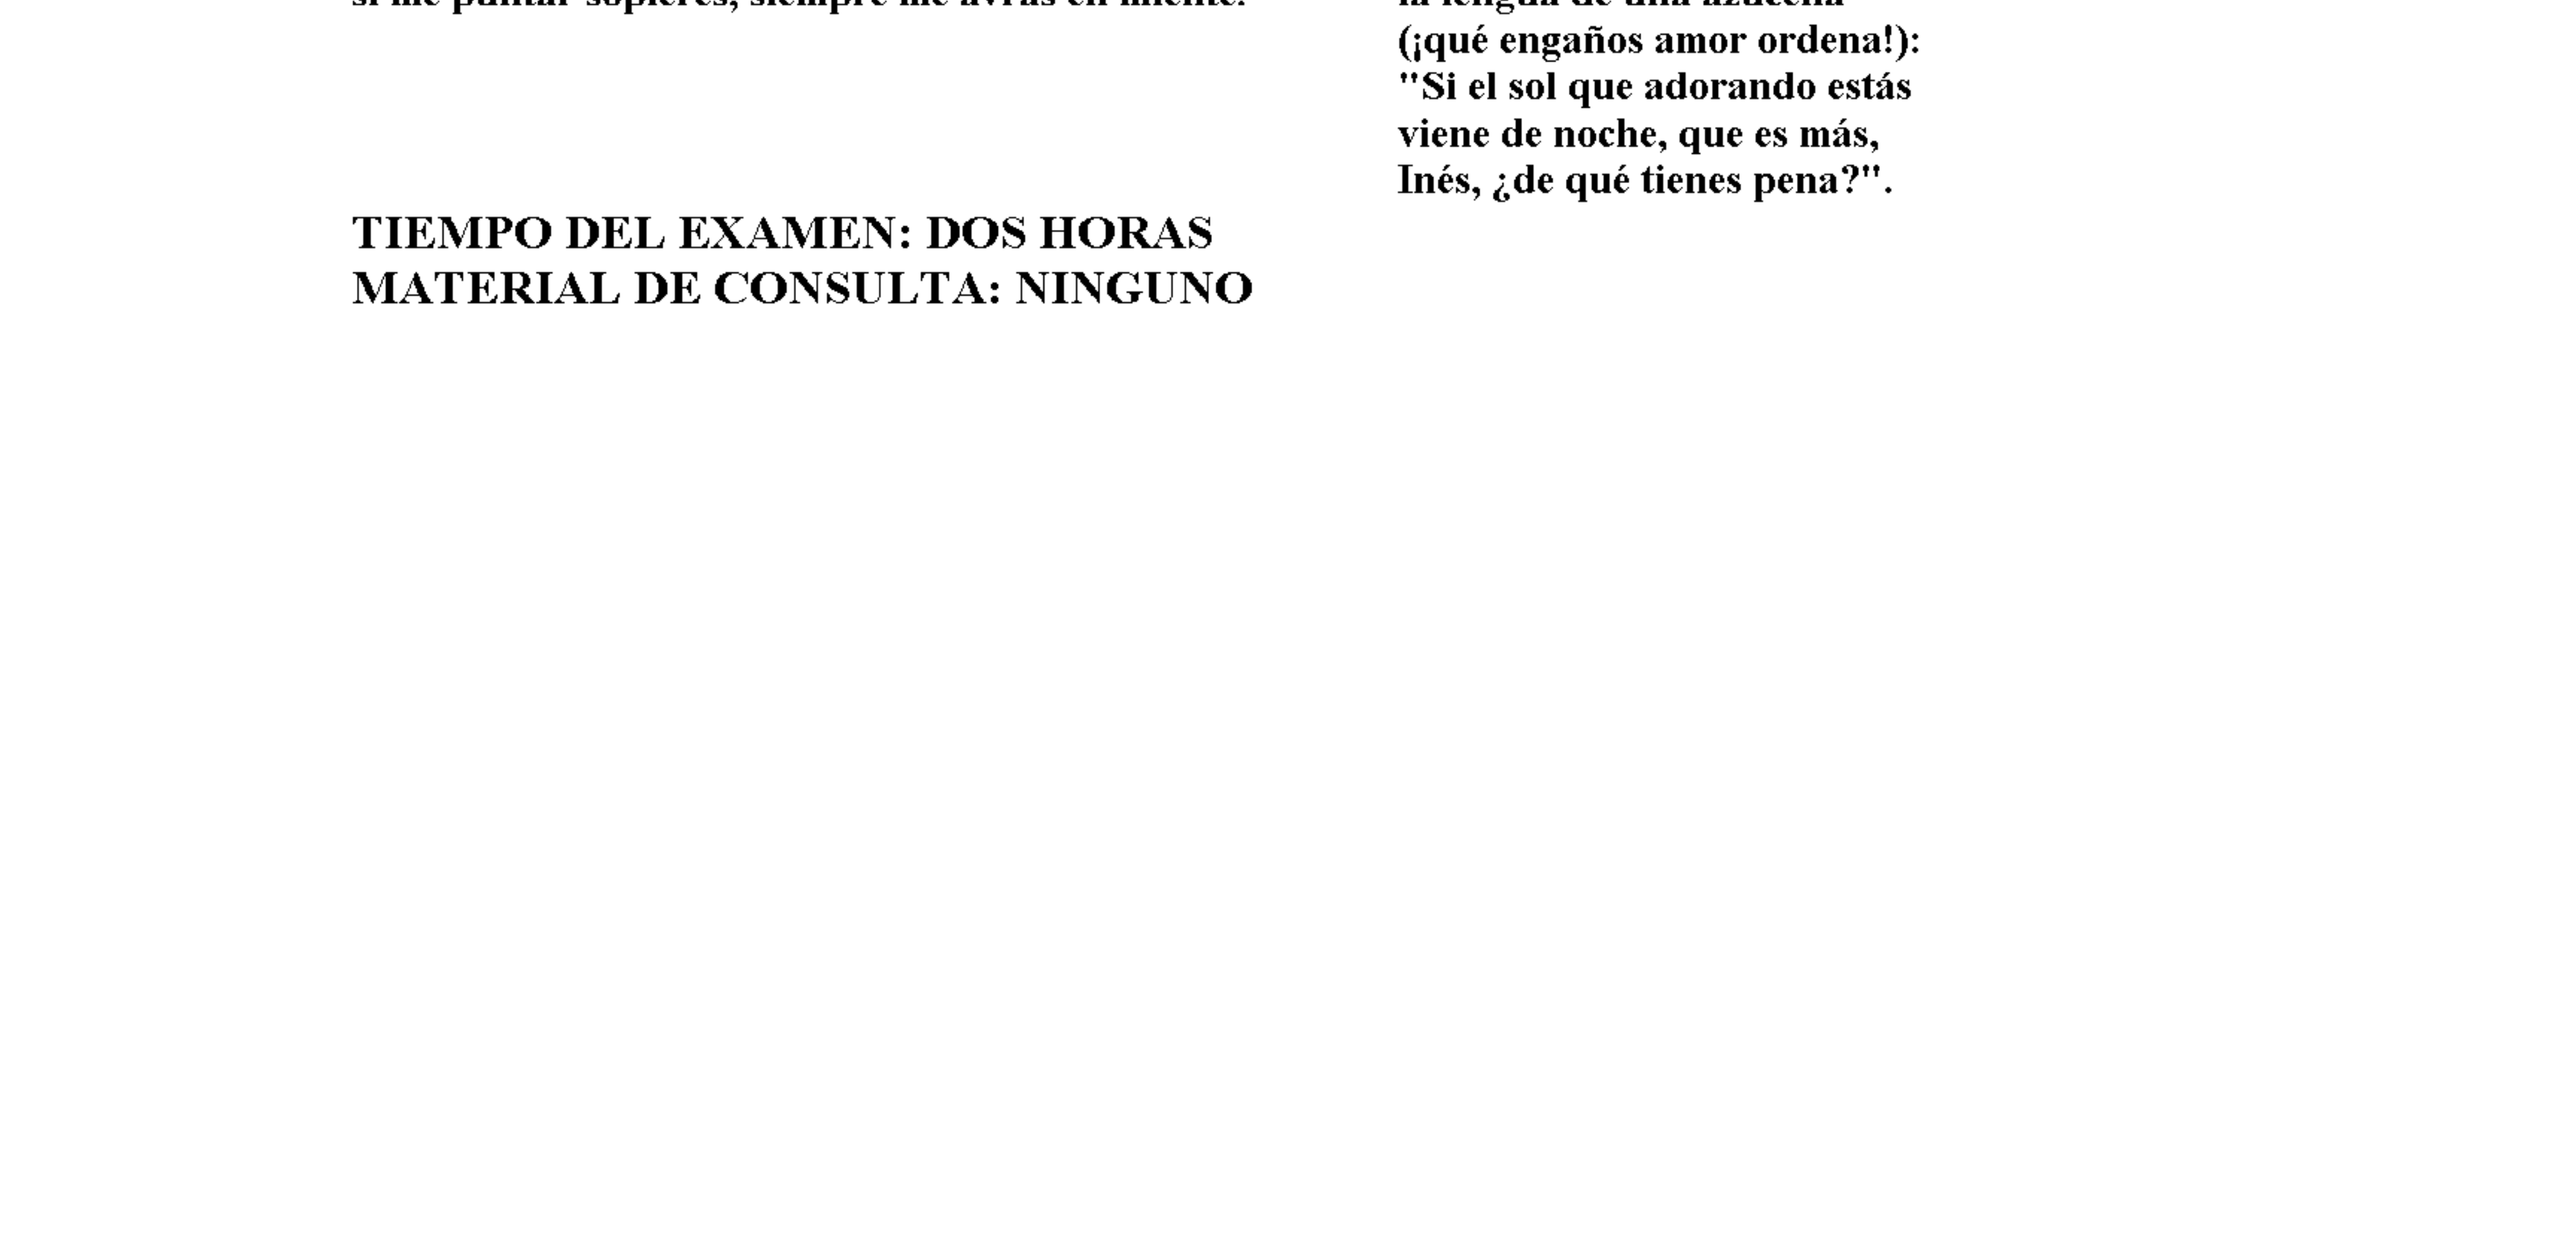 si me puntar sopieres, siempre me avrás en miente.
la lengua de una azucena
(¡qué engaños amor ordena!):
"Si el sol que adorando estás
viene de noche, que es más,
Inés, ¿de qué tienes pena?".
TIEMPO DEL EXAMEN: DOS HORAS
MATERIAL DE CONSULTA: NINGUNO